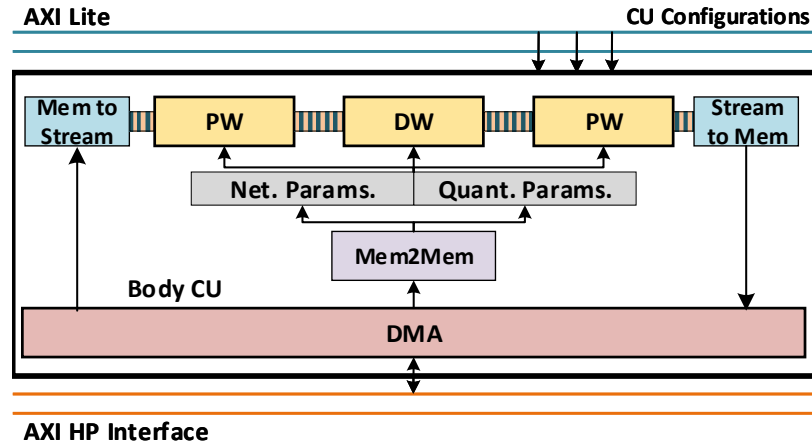 AXI Lite
CU Configurations
Mem to
Stream
PW
DW
PW
Stream
to Mem
Net. Params.
Quant. Params.
Mem2Mem
Body CU
DMA
AXI HP Interface